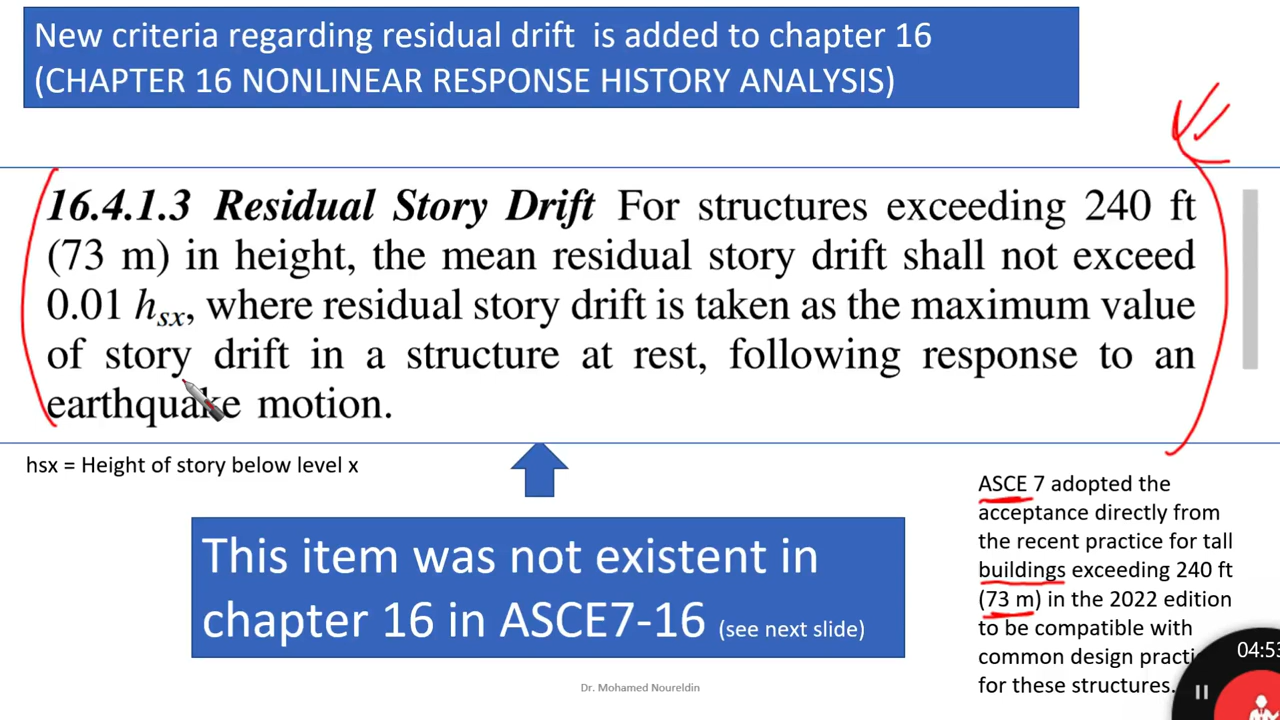 New criteria regarding residual drift is added to chapter 16
(CHAPTER 16 NONLINEAR RESPONSE HISTORY ANALYSIS)
16.4.1.3 Residual Story Drift For structures exceeding 240 ft
(73 m) in height, the mean residual story drift shall not exceed
0.01 hsx, where residual story drift is taken as the maximum value
of story drift in a structure at rest, following response to an
earthquake motion.
hsx = Height of story below level x
This item was not existent in
chapter 16 in ASCE7-16 (see next slide)
ASCE 7 adopted the
acceptance directly from
the recent practice for tall
buildings exceeding 240 ft
(73 m) in the 2022 edition
to be compatible with
common design
for these structures.
04:53
Dr. Mohamed Noureldin